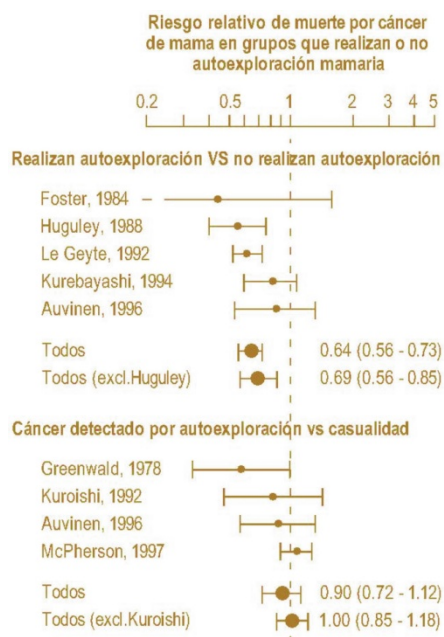 Riesgo relativo de muerte por cáncer
de mama en grupos que realizan o no
autoexploración mamaria
0.2 0.5 1 2 3 4 5
Realizan autoexploración VS no realizan autoexploración
Foster, 1984
Huguley, 1988
Le Geyte, 1992
Kurebayashi, 1994
Auvinen, 1996
Todos 0.64 (0.56 - 0.73)
Todos (excl.Huguley) 0.69 (0.56 - 0.85)
Cáncer detectado por autoexploración vs casualidad
Greenwald, 1978
Kuroishi, 1992
Auvinen, 1996
McPherson, 1997
Todos 0.90 (0.72 - 1.12)
Todos (excl.Kuroishi) 1.00 (0.85 - 1.18)